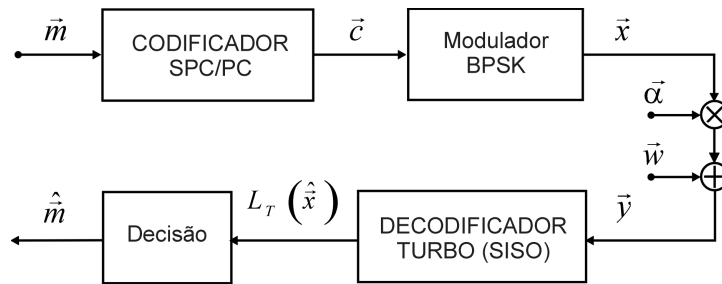 m⃗
CODIFICADOR
SPC/PC
c⃗
Modulador
BPSK
x⃗
α⃗
w⃗
m⃗̂
Decisão
L_T (x⃗̂)
DECODIFICADOR
TURBO (SISO)
y⃗